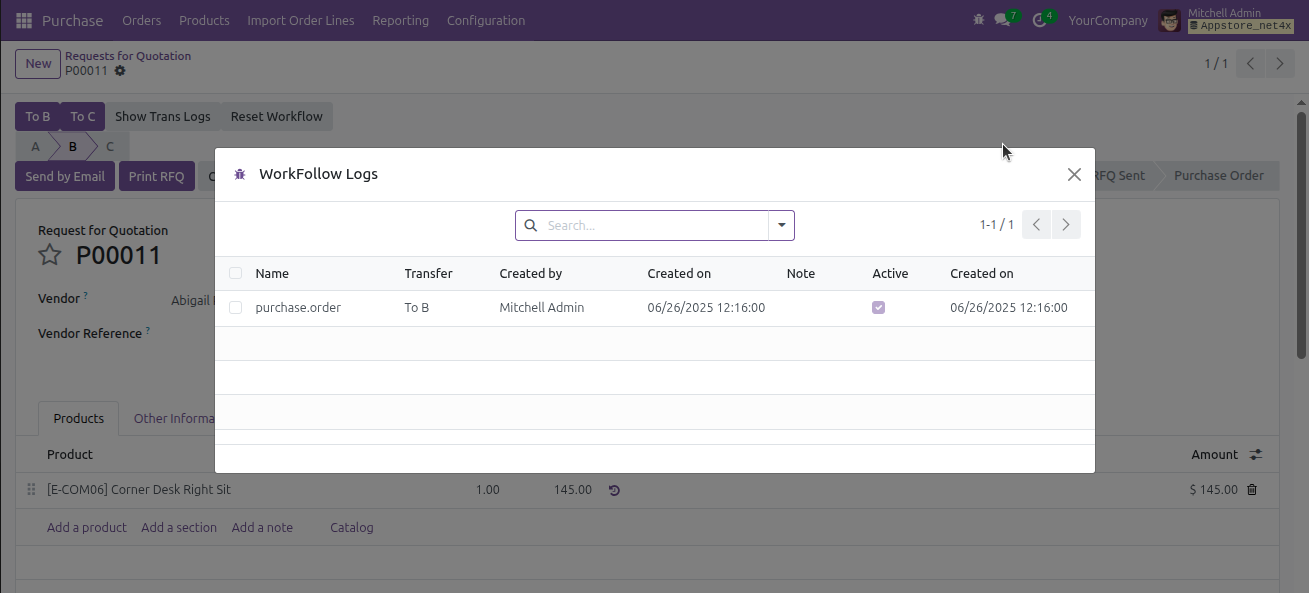 Purchase Orders Products Import Order Lines Reporting Configuration 7 4 YourCompany Mitchell Admin
Appstore_net4x
New Requests for Quotation
P00011 1 / 1
To B To C Show Trans Logs Reset Workflow
A B C
Send by Email Print RFQ RFQ Sent Purchase Order
WorkFollow Logs
Search... 1-1 / 1
Name Transfer Created by Created on Note Active Created on
purchase.order To B Mitchell Admin 06/26/2025 12:16:00 06/26/2025 12:16:00
Request for Quotation
P00011
Vendor ? Abigail
Vendor Reference ?
Products Other Informa
Product Amount
[E-COM06] Corner Desk Right Sit 1.00 145.00 $ 145.00
Add a product Add a section Add a note Catalog